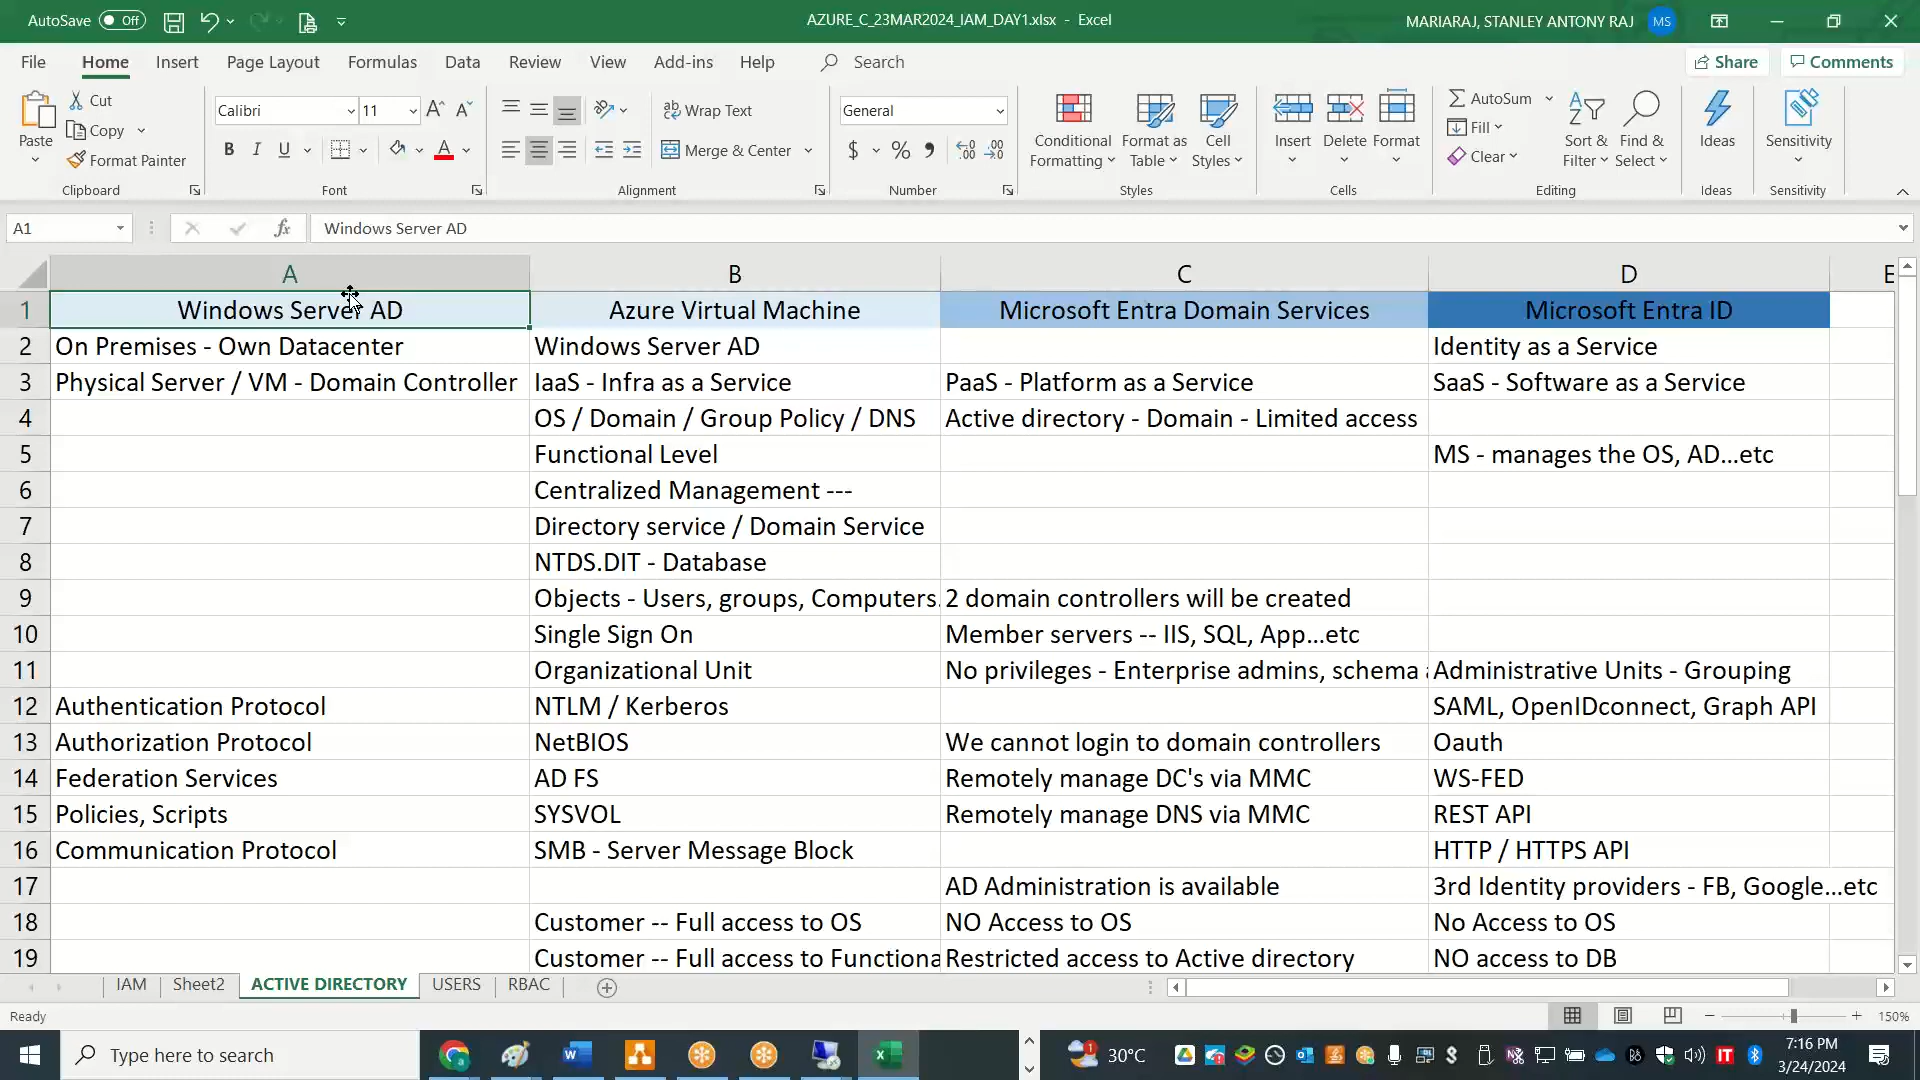 AutoSave Off AZURE_C_23MAR2024_IAM_DAY1.xlsx - Excel MARIARAJ, STANLEY ANTONY RAJ MS
File Home Insert Page Layout Formulas Data Review View Add-ins Help Search Share Comments
Paste Cut Copy Format Painter
Clipboard
Calibri 11
B I U A
Font
Wrap Text
Merge & Center
Alignment
General
$ %
Number
Conditional Formatting Format as Table Cell Styles
Styles
Insert Delete Format
Cells
AutoSum Fill Clear Sort & Filter Find & Select
Editing
Ideas
Ideas
Sensitivity
Sensitivity
A1 fx Windows Server AD
A B C D E
1 Windows Server AD Azure Virtual Machine Microsoft Entra Domain Services Microsoft Entra ID
2 On Premises - Own Datacenter Windows Server AD Identity as a Service
3 Physical Server / VM - Domain Controller IaaS - Infra as a Service PaaS - Platform as a Service SaaS - Software as a Service
4 OS / Domain / Group Policy / DNS Active directory - Domain - Limited access
5 Functional Level MS - manages the OS, AD...etc
6 Centralized Management ---
7 Directory service / Domain Service
8 NTDS.DIT - Database
9 Objects - Users, groups, Computers. 2 domain controllers will be created
10 Single Sign On Member servers -- IIS, SQL, App...etc
11 Organizational Unit No privileges - Enterprise admins, schema a Administrative Units - Grouping
12 Authentication Protocol NTLM / Kerberos SAML, OpenIDconnect, Graph API
13 Authorization Protocol NetBIOS We cannot login to domain controllers Oauth
14 Federation Services AD FS Remotely manage DC's via MMC WS-FED
15 Policies, Scripts SYSVOL Remotely manage DNS via MMC REST API
16 Communication Protocol SMB - Server Message Block HTTP / HTTPS API
17 AD Administration is available 3rd Identity providers - FB, Google...etc
18 Customer -- Full access to OS NO Access to OS No Access to OS
19 Customer -- Full access to Functiona Restricted access to Active directory NO access to DB
IAM Sheet2 ACTIVE DIRECTORY USERS RBAC
Ready 150%
Type here to search 30°C 7:16 PM
3/24/2024